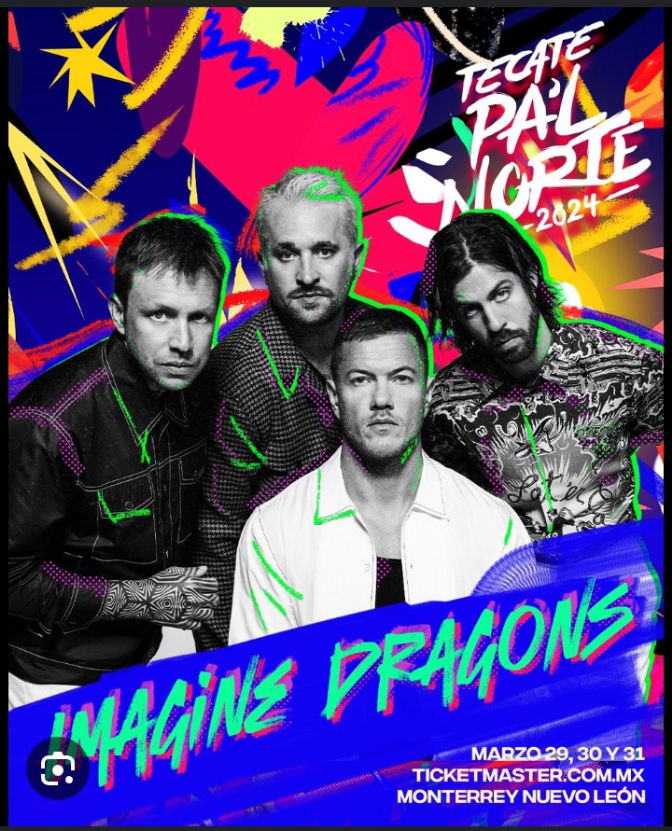 TECATE
PA'L
NORTE
2024
IMAGINE DRAGONS
MARZO 29, 30 Y 31
TICKETMASTER.COM.MX
MONTERREY NUEVO LEÓN